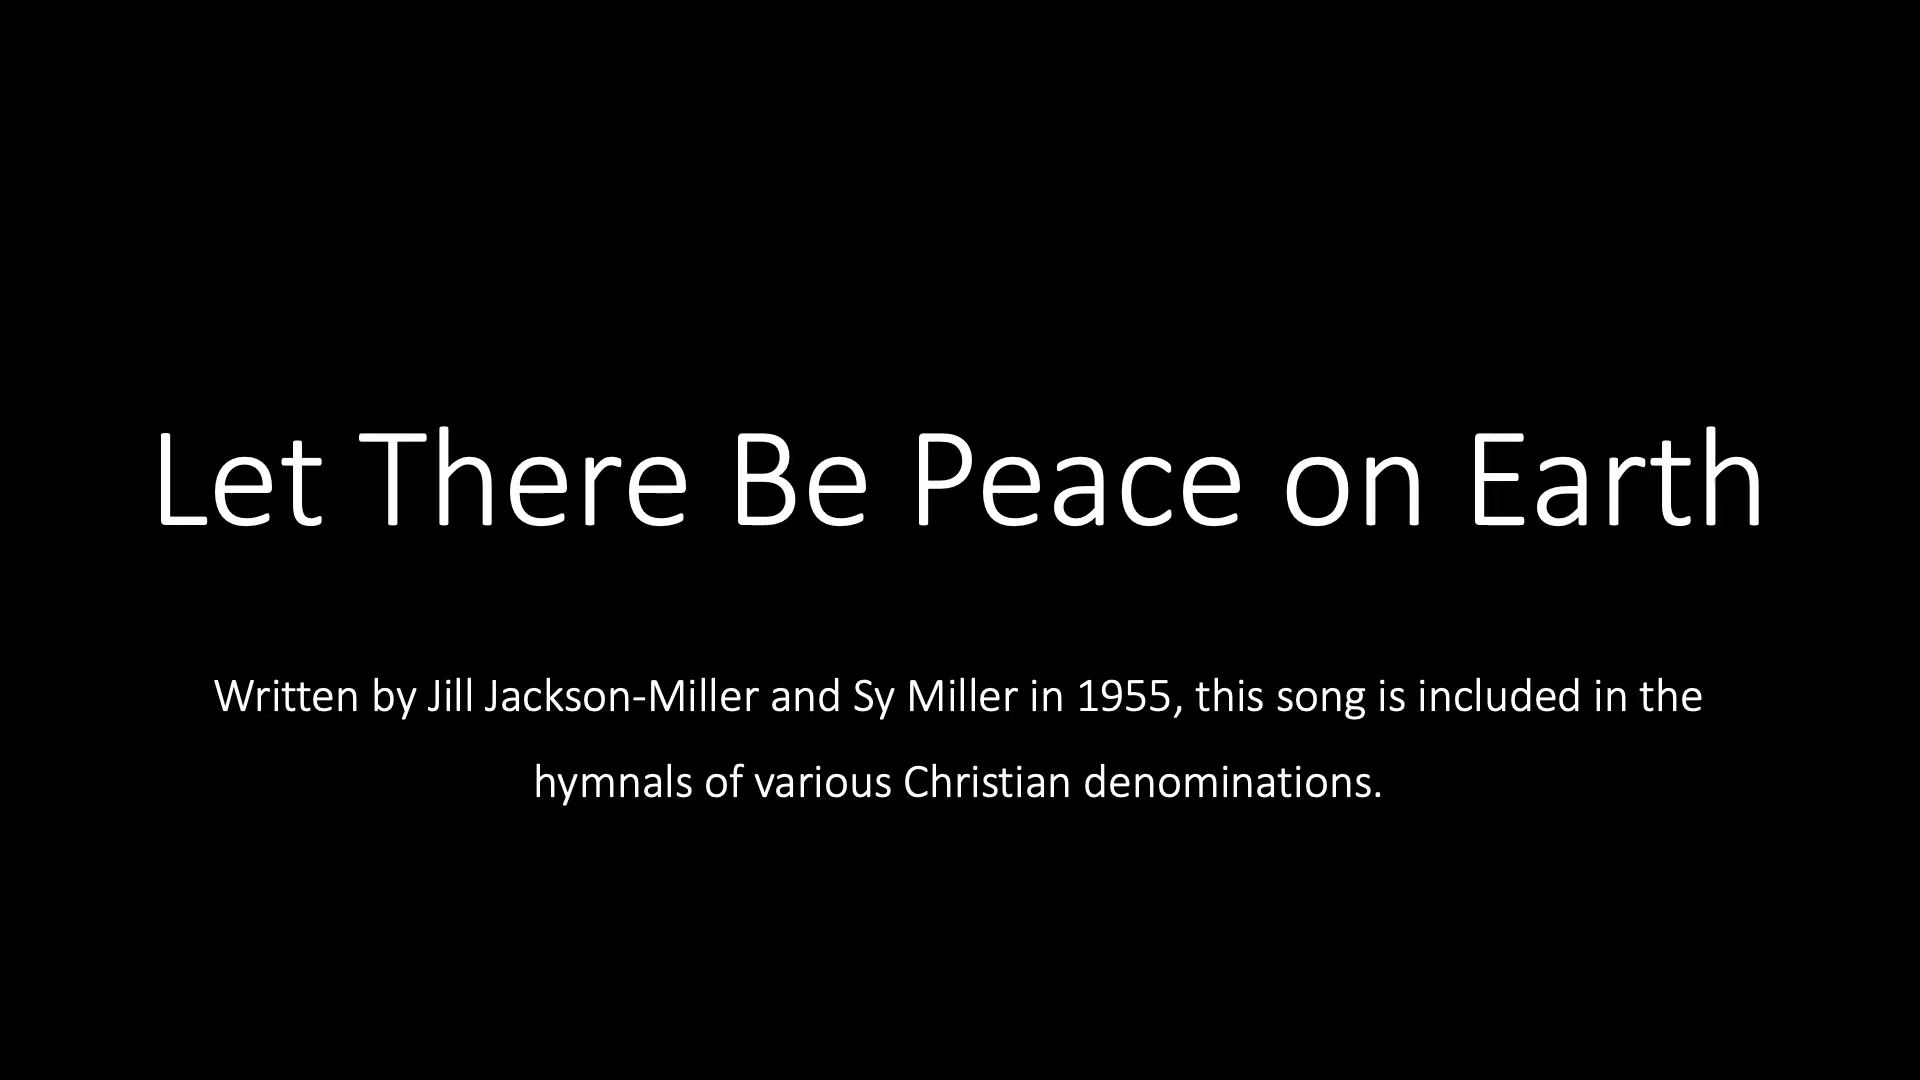 Let There Be Peace on Earth
Written by Jill Jackson-Miller and Sy Miller in 1955, this song is included in the
hymnals of various Christian denominations.